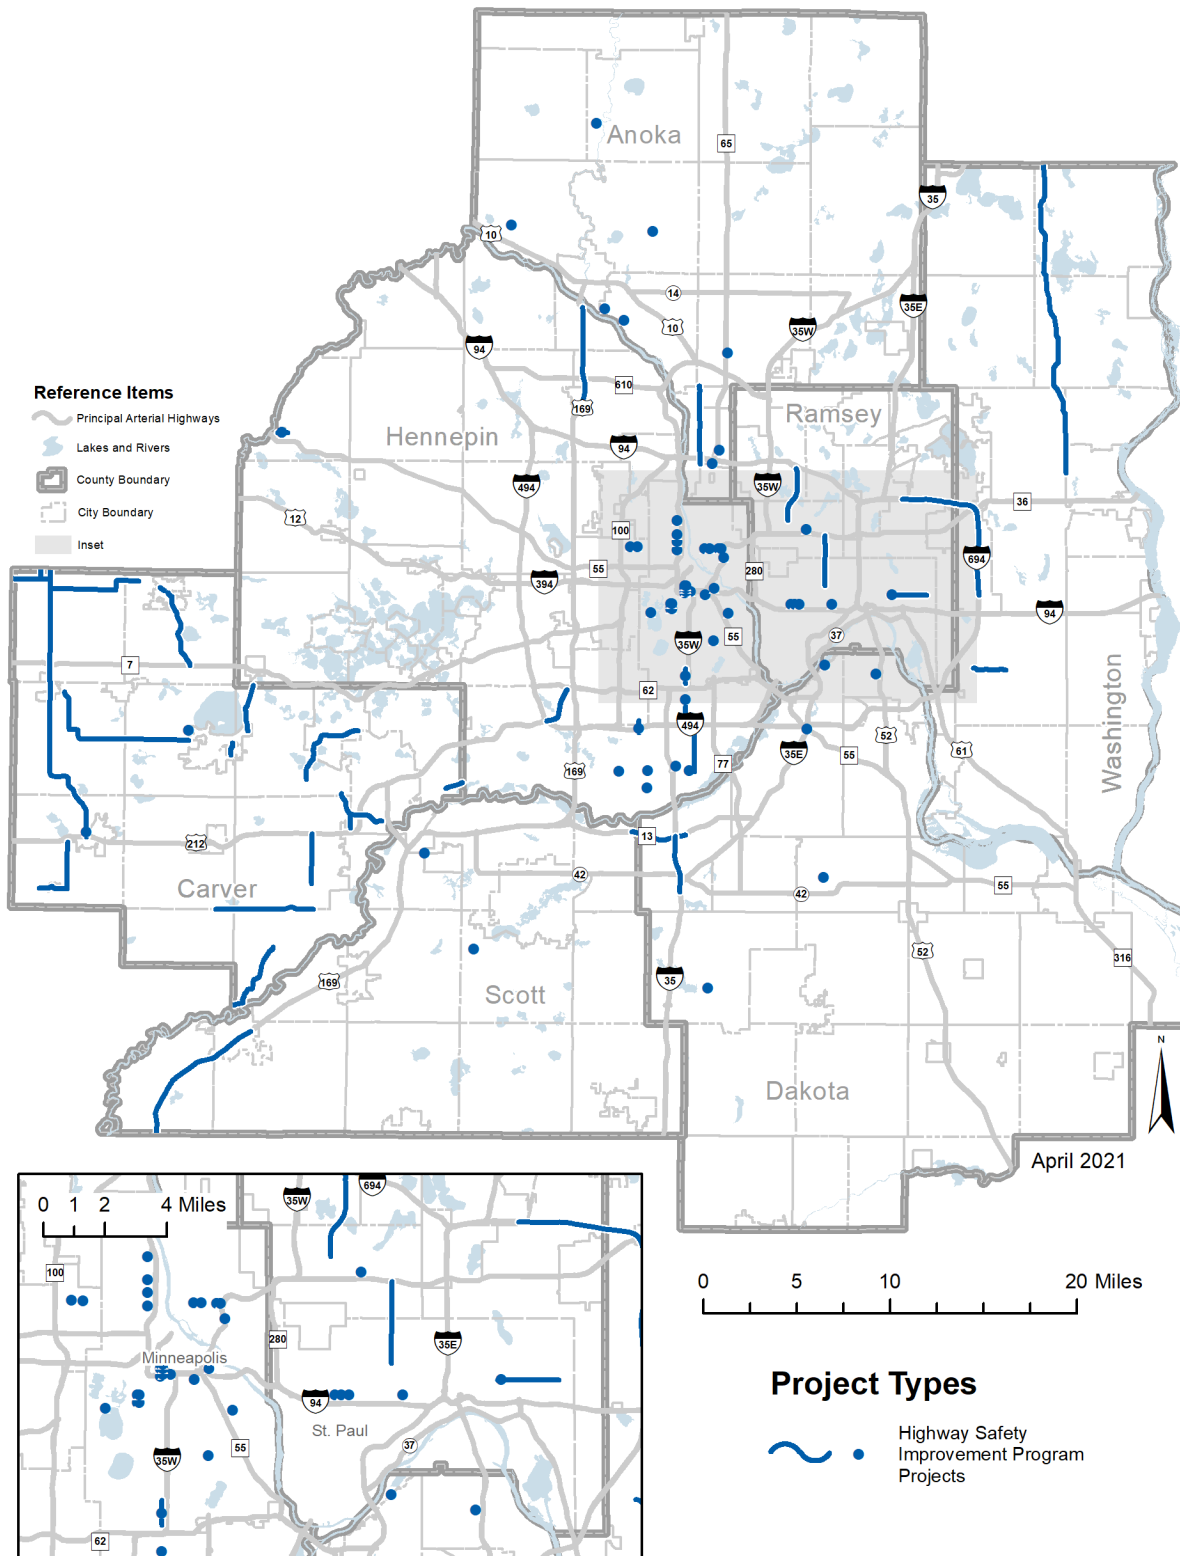 Anoka
65
35
10
14
10
35W
35E
94
610
169
Reference Items
Principal Arterial Highways
Lakes and Rivers
County Boundary
City Boundary
Inset
Hennepin
Ramsey
94
494
35W
36
12
100
55
394
280
694
94
55
37
35W
7
62
494
52
61
Washington
169
77
35E
55
212
13
Carver
42
42
55
52
316
169
35
Scott
N
Dakota
April 2021
0 1 2 4 Miles
35W
694
100
280
35E
Minneapolis
94
St. Paul
37
55
35W
62
0 5 10 20 Miles
Project Types
Highway Safety
Improvement Program
Projects